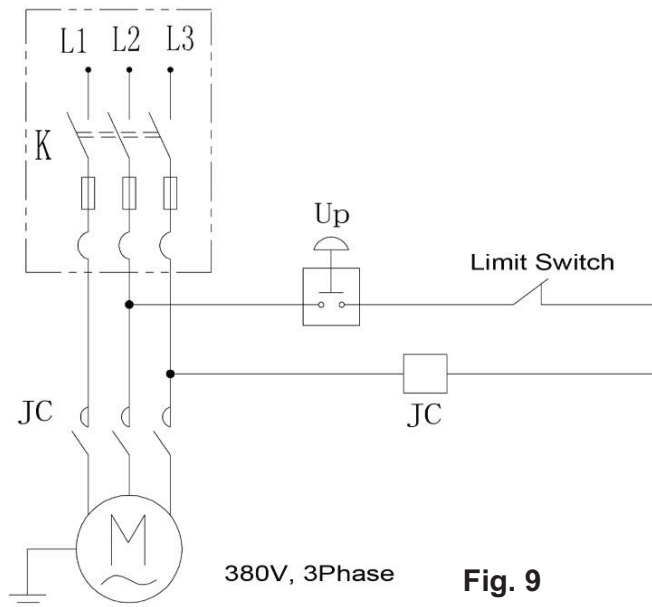 L1 L2 L3
K
Up
Limit Switch
JC
JC
M
380V, 3Phase
Fig. 9